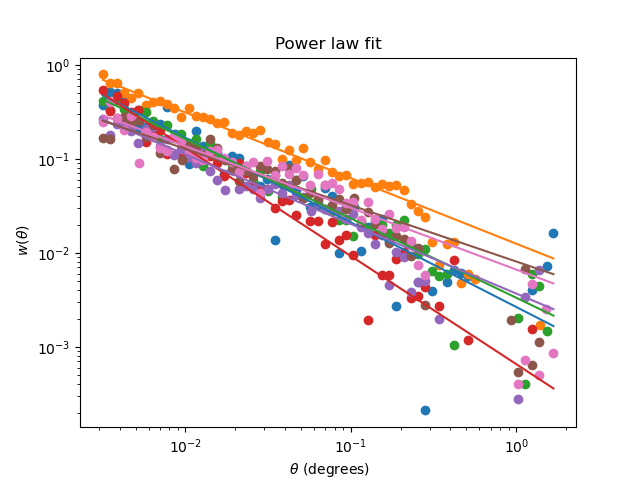 Power law fit
w(θ)
10⁰
10⁻¹
10⁻²
10⁻³
10⁻² 10⁻¹ 10⁰
θ (degrees)